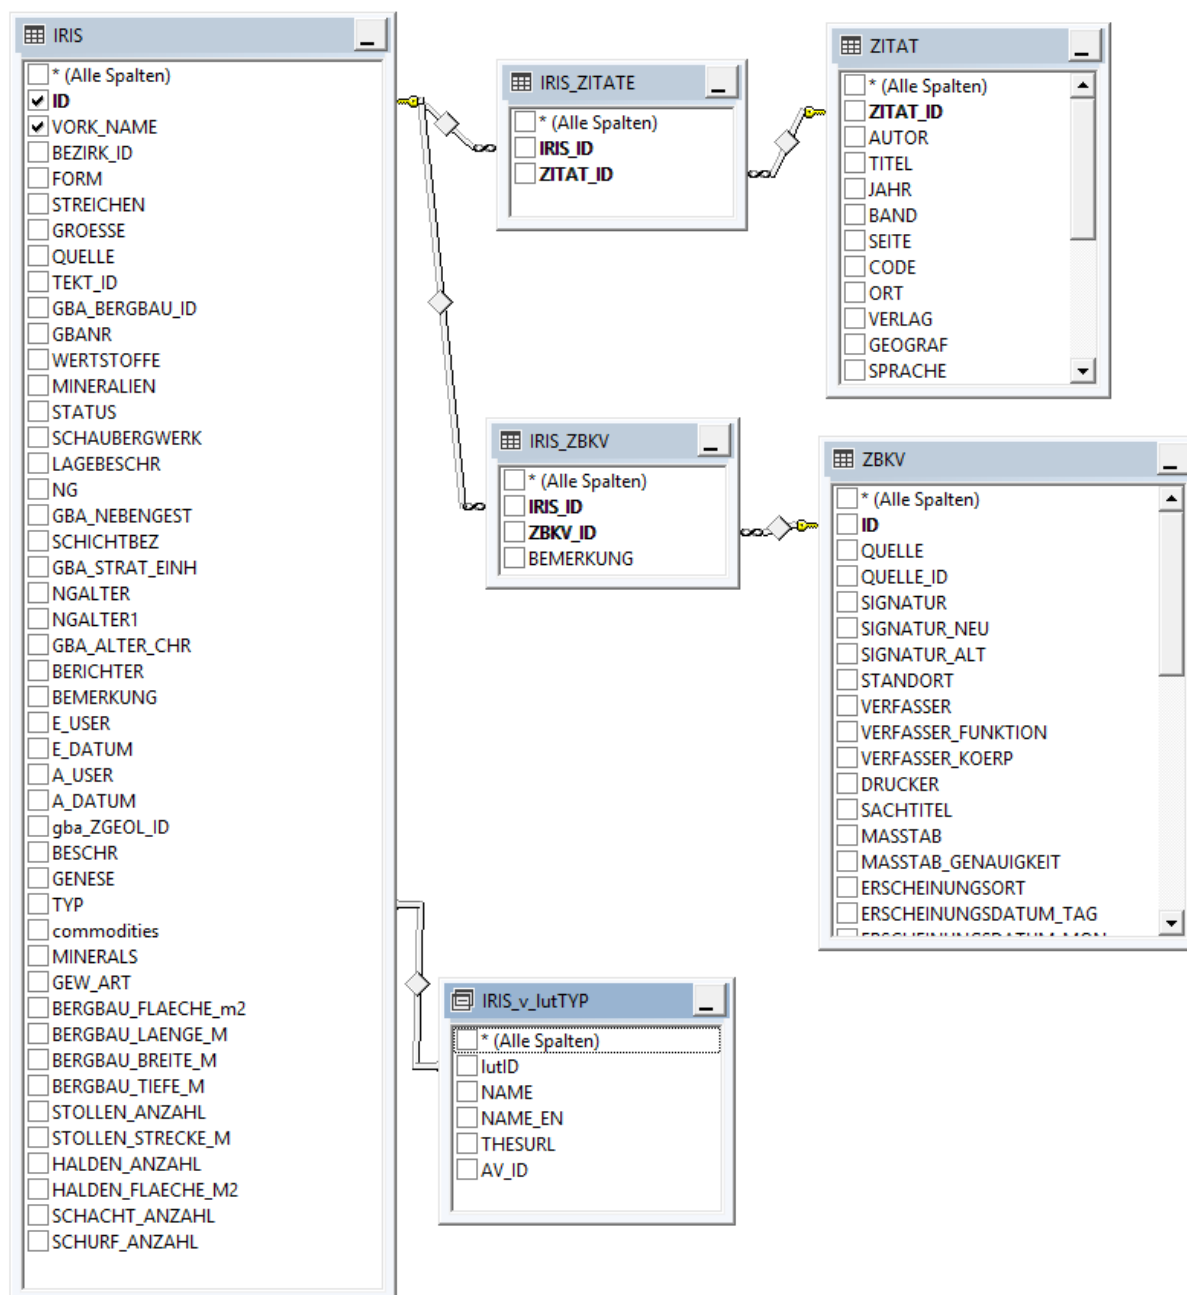 IRIS
* (Alle Spalten)
ID
VORK_NAME
BEZIRK_ID
FORM
STREICHEN
GROESSE
QUELLE
TEKT_ID
GBA_BERGBAU_ID
GBANR
WERTSTOFFE
MINERALIEN
STATUS
SCHAUBERGWERK
LAGEBESCHR
NG
GBA_NEBENGEST
SCHICHTBEZ
GBA_STRAT_EINH
NGALTER
NGALTER1
GBA_ALTER_CHR
BERICHTER
BEMERKUNG
E_USER
E_DATUM
A_USER
A_DATUM
gba_ZGEOL_ID
BESCHR
GENESE
TYP
commodities
MINERALS
GEW_ART
BERGBAU_FLAECHE_m2
BERGBAU_LAENGE_M
BERGBAU_BREITE_M
BERGBAU_TIEFE_M
STOLLEN_ANZAHL
STOLLEN_STRECKE_M
HALDEN_ANZAHL
HALDEN_FLAECHE_M2
SCHACHT_ANZAHL
SCHURF_ANZAHL
IRIS_ZITATE
* (Alle Spalten)
IRIS_ID
ZITAT_ID
ZITAT
* (Alle Spalten)
ZITAT_ID
AUTOR
TITEL
JAHR
BAND
SEITE
CODE
ORT
VERLAG
GEOGRAF
SPRACHE
IRIS_ZBKV
* (Alle Spalten)
IRIS_ID
ZBKV_ID
BEMERKUNG
ZBKV
* (Alle Spalten)
ID
QUELLE
QUELLE_ID
SIGNATUR
SIGNATUR_NEU
SIGNATUR_ALT
STANDORT
VERFASSER
VERFASSER_FUNKTION
VERFASSER_KOERP
DRUCKER
SACHTITEL
MASSTAB
MASSTAB_GENAUIGKEIT
ERSCHEINUNGSORT
ERSCHEINUNGSDATUM_TAG
ERSCHEINUNGSDATUM_MON
IRIS_v_lutTYP
* (Alle Spalten)
lutID
NAME
NAME_EN
THESURL
AV_ID